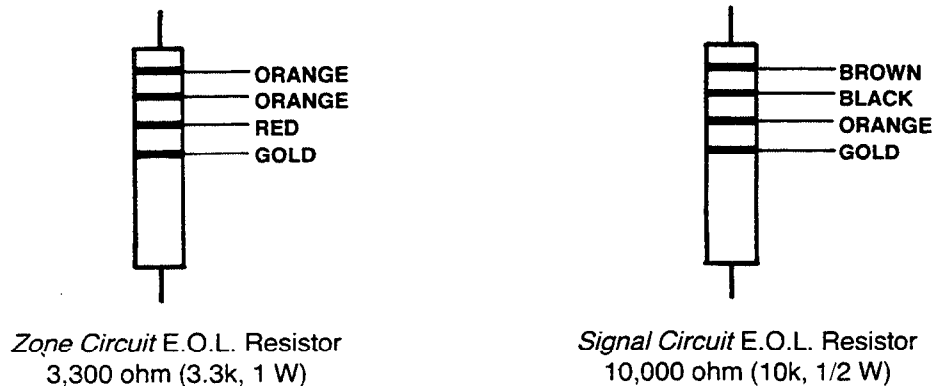 ORANGE
ORANGE
RED
GOLD
Zone Circuit E.O.L. Resistor
3,300 ohm (3.3k, 1 W)
BROWN
BLACK
ORANGE
GOLD
Signal Circuit E.O.L. Resistor
10,000 ohm (10k, 1/2 W)